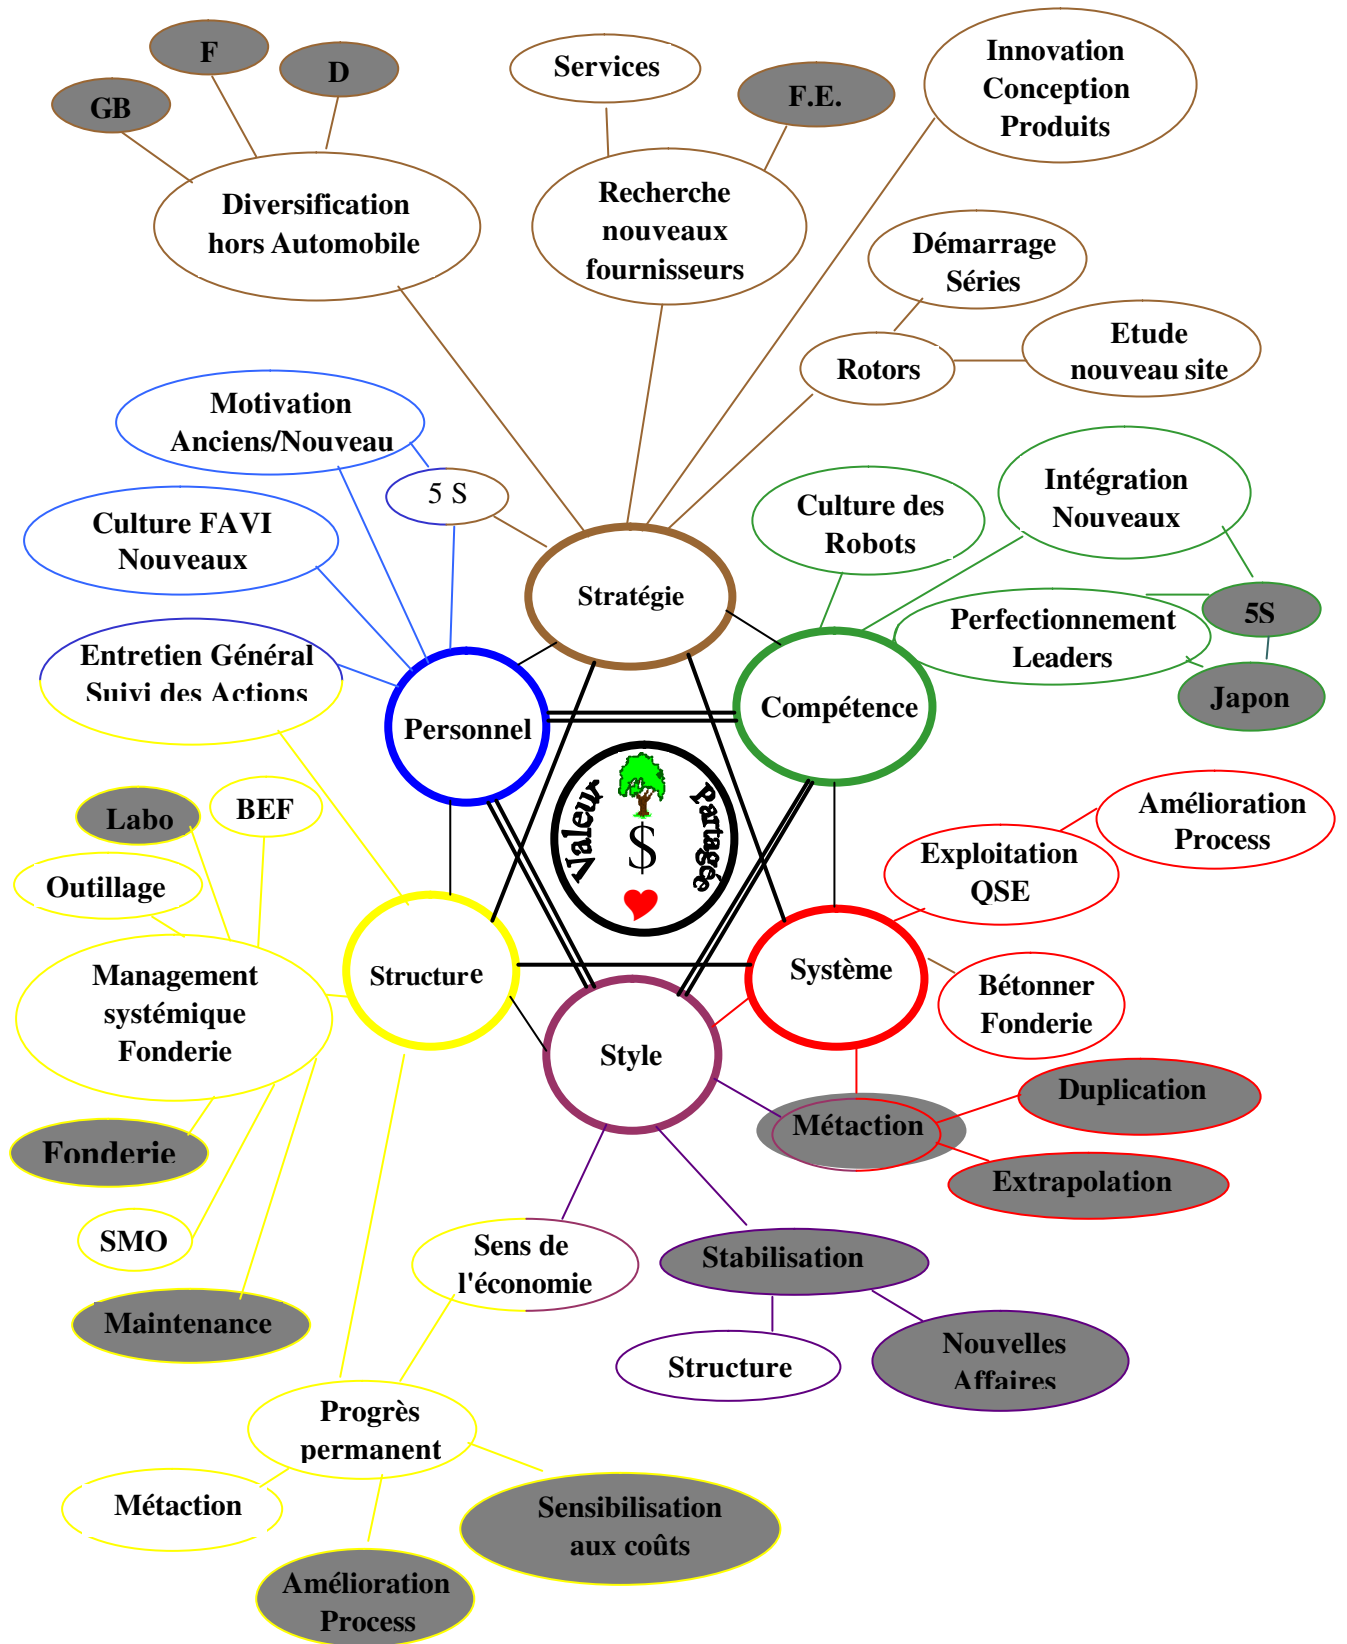 F
D
GB
Services
F.E.
Innovation
Conception
Produits
Diversification
hors Automobile
Recherche
nouveaux
fournisseurs
Démarrage
Séries
Rotors
Etude
nouveau site
Motivation
Anciens/Nouveau
5 S
Culture FAVI
Nouveaux
Culture des
Robots
Intégration
Nouveaux
Stratégie
Entretien Général
Suivi des Actions
Perfectionnement
Leaders
5S
Japon
Personnel
Compétence
Valeur
Partagée
$
Labo
BEF
Outillage
Amélioration
Process
Exploitation
QSE
Management
systémique
Fonderie
Structure
Système
Bétonner
Fonderie
Style
Métaction
Duplication
Extrapolation
Fonderie
SMO
Maintenance
Sens de
l'économie
Stabilisation
Structure
Nouvelles
Affaires
Progrès
permanent
Métaction
Sensibilisation
aux coûts
Amélioration
Process